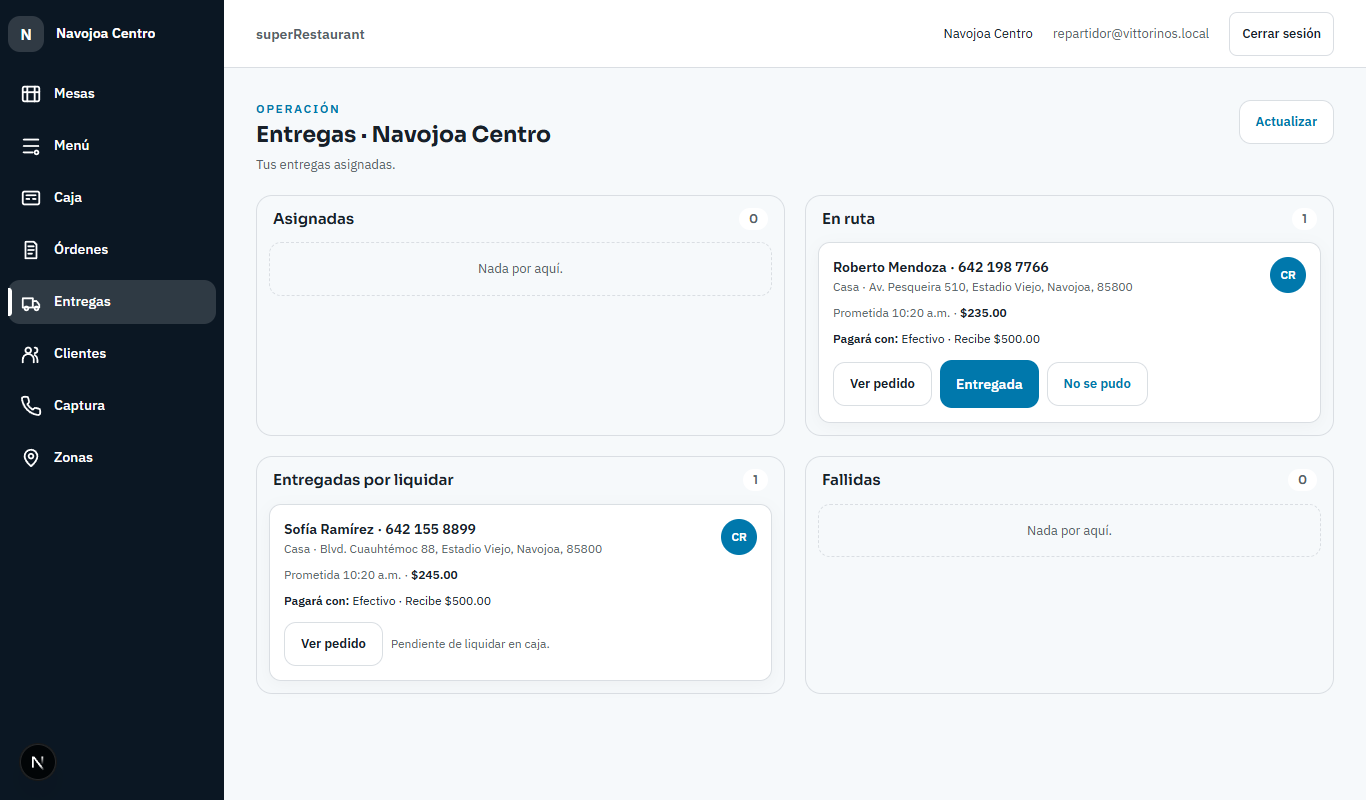 N Navojoa Centro
Mesas
Menú
Caja
Órdenes
Entregas
Clientes
Captura
Zonas
N
superRestaurant
Navojoa Centro repartidor@vittorinos.local Cerrar sesión
OPERACIÓN
Entregas · Navojoa Centro
Tus entregas asignadas.
Actualizar
Asignadas 0
Nada por aquí.
En ruta 1
Roberto Mendoza · 642 198 7766
CR
Casa · Av. Pesqueira 510, Estadio Viejo, Navojoa, 85800
Prometida 10:20 a.m. · $235.00
Pagará con: Efectivo · Recibe $500.00
Ver pedido Entregada No se pudo
Entregadas por liquidar 1
Sofía Ramírez · 642 155 8899
CR
Casa · Blvd. Cuauhtémoc 88, Estadio Viejo, Navojoa, 85800
Prometida 10:20 a.m. · $245.00
Pagará con: Efectivo · Recibe $500.00
Ver pedido Pendiente de liquidar en caja.
Fallidas 0
Nada por aquí.